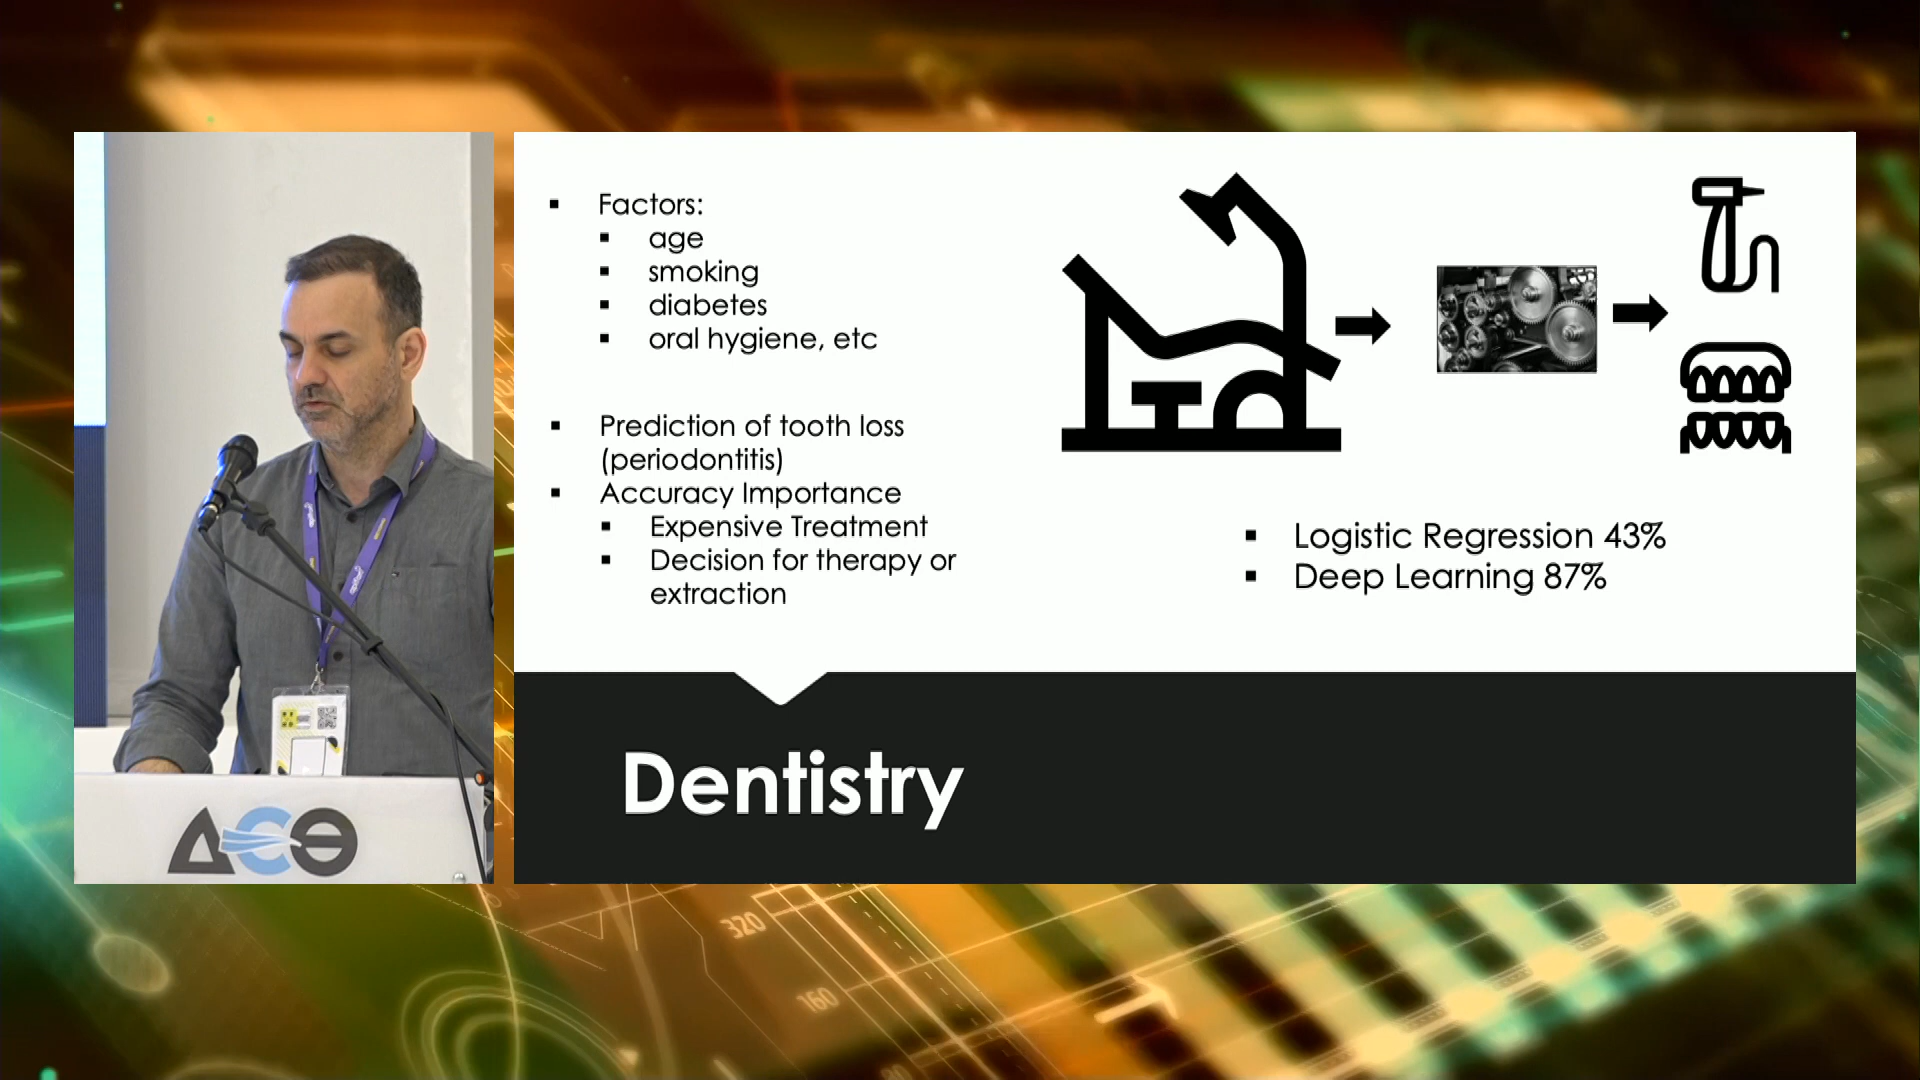 Factors:
age
smoking
diabetes
oral hygiene, etc
Prediction of tooth loss
(periodontitis)
Accuracy Importance
Expensive Treatment
Decision for therapy or
extraction
Logistic Regression 43%
Deep Learning 87%
Dentistry
ΔCΘ
320
160